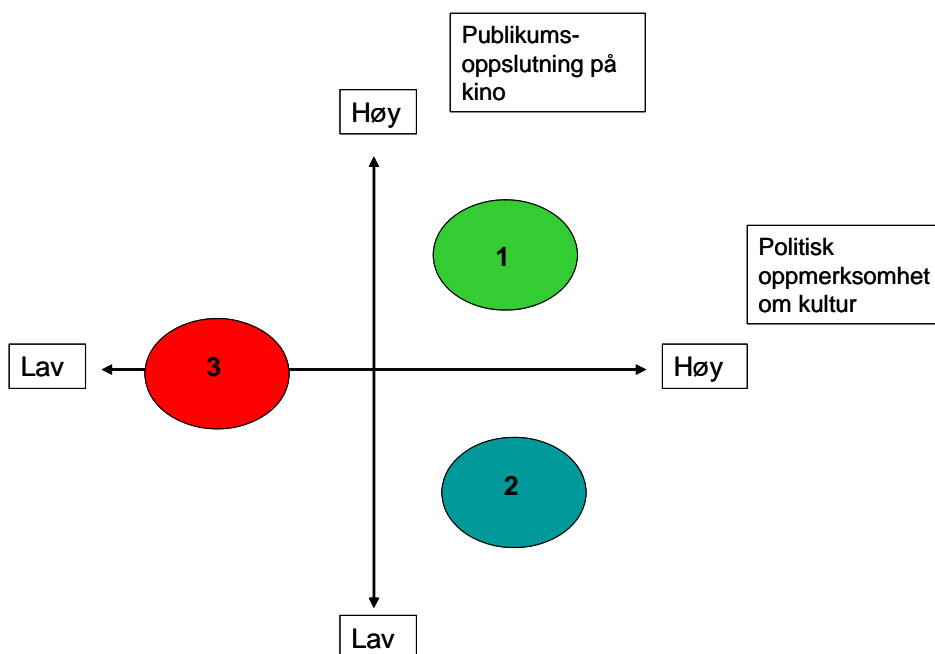 Publikums-
oppslutning på
kino
Høy
1
Politisk
oppmerksomhet
om kultur
Lav
3
Høy
2
Lav